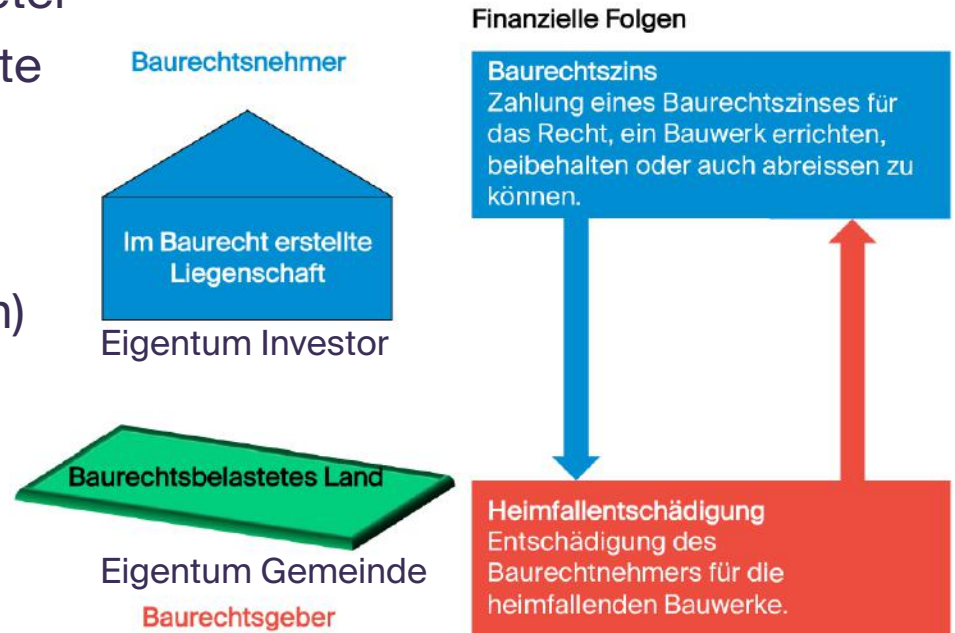 eter
te
n)
Baurechtsnehmer
Im Baurecht erstellte
Liegenschaft
Eigentum Investor
Baurechtsbelastetes Land
Eigentum Gemeinde
Baurechtsgeber
Finanzielle Folgen
Baurechtszins
Zahlung eines Baurechtszinses für
das Recht, ein Bauwerk errichten,
beibehalten oder auch abreissen zu
können.
Heimfallentschädigung
Entschädigung des
Baurechtnehmers für die
heimfallenden Bauwerke.